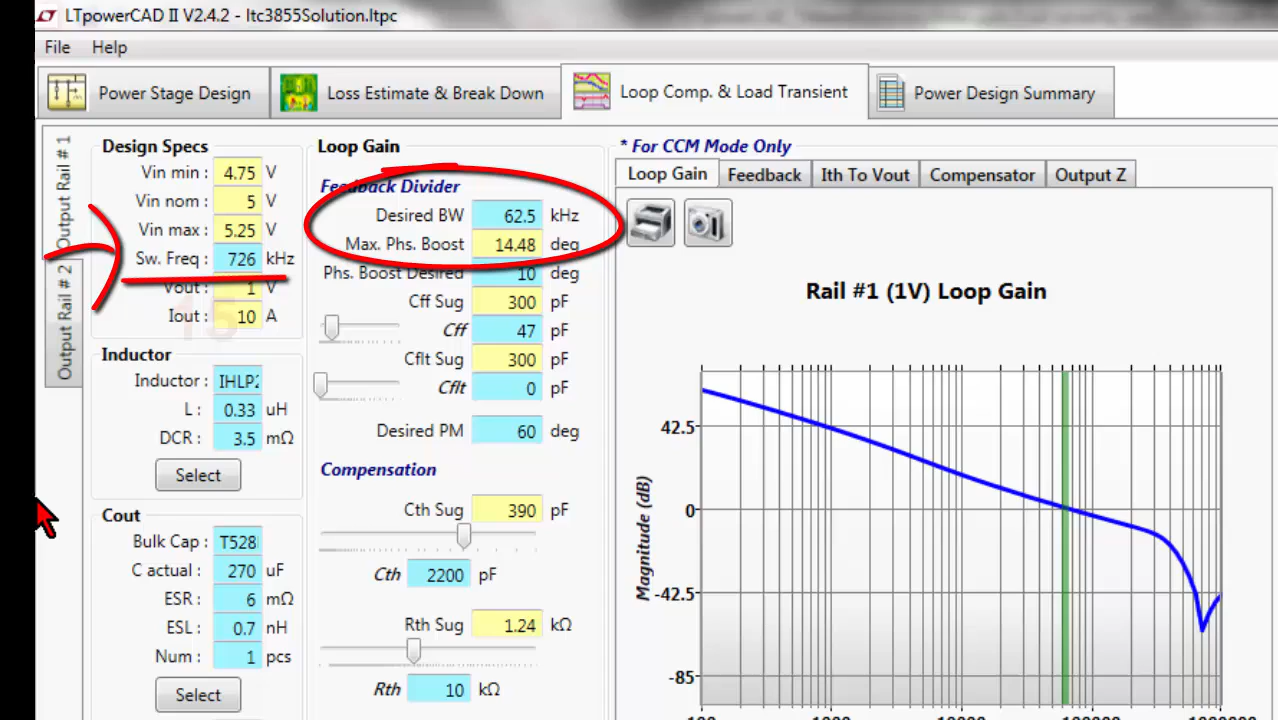 LTpowerCAD II V2.4.2 - ltc3855Solution.ltpc
File Help
Power Stage Design
Loss Estimate & Break Down
Loop Comp. & Load Transient
Power Design Summary
Output Rail # 1
Output Rail # 2
Design Specs
Vin min : 4.75 V
Vin nom : 5 V
Vin max : 5.25 V
Sw. Freq : 726 kHz
Vout : 1 V
Iout : 10 A
15
Inductor
Inductor : IHLP2
L : 0.33 uH
DCR : 3.5 mΩ
Select
Cout
Bulk Cap : T528
C actual : 270 uF
ESR : 6 mΩ
ESL : 0.7 nH
Num : 1 pcs
Select
Loop Gain
Feedback Divider
Desired BW 62.5 kHz
Max. Phs. Boost 14.48 deg
Phs. Boost Desired 10 deg
Cff Sug 300 pF
Cff 47 pF
Cflt Sug 300 pF
Cflt 0 pF
Desired PM 60 deg
Compensation
Cth Sug 390 pF
Cth 2200 pF
Rth Sug 1.24 kΩ
Rth 10 kΩ
* For CCM Mode Only
Loop Gain Feedback Ith To Vout Compensator Output Z
Rail #1 (1V) Loop Gain
Magnitude (dB)
42.5
0
-42.5
-85
100 1000 10000 100000 1000000